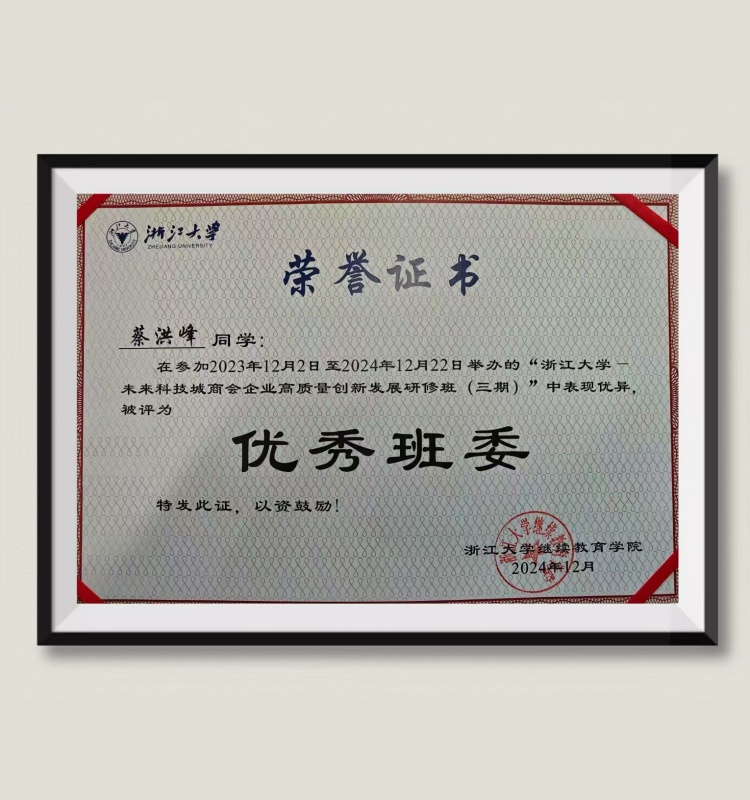 浙江大学
ZHEJIANG UNIVERSITY
荣誉证书
蔡洪峰 同学：
在参加2023年12月2日至2024年12月22日举办的“浙江大学－
未来科技城商会企业高质量创新发展研修班（三期）”中表现优异，
被评为
优秀班委
特发此证，以资鼓励！
浙江大学继续教育学院
2024年12月